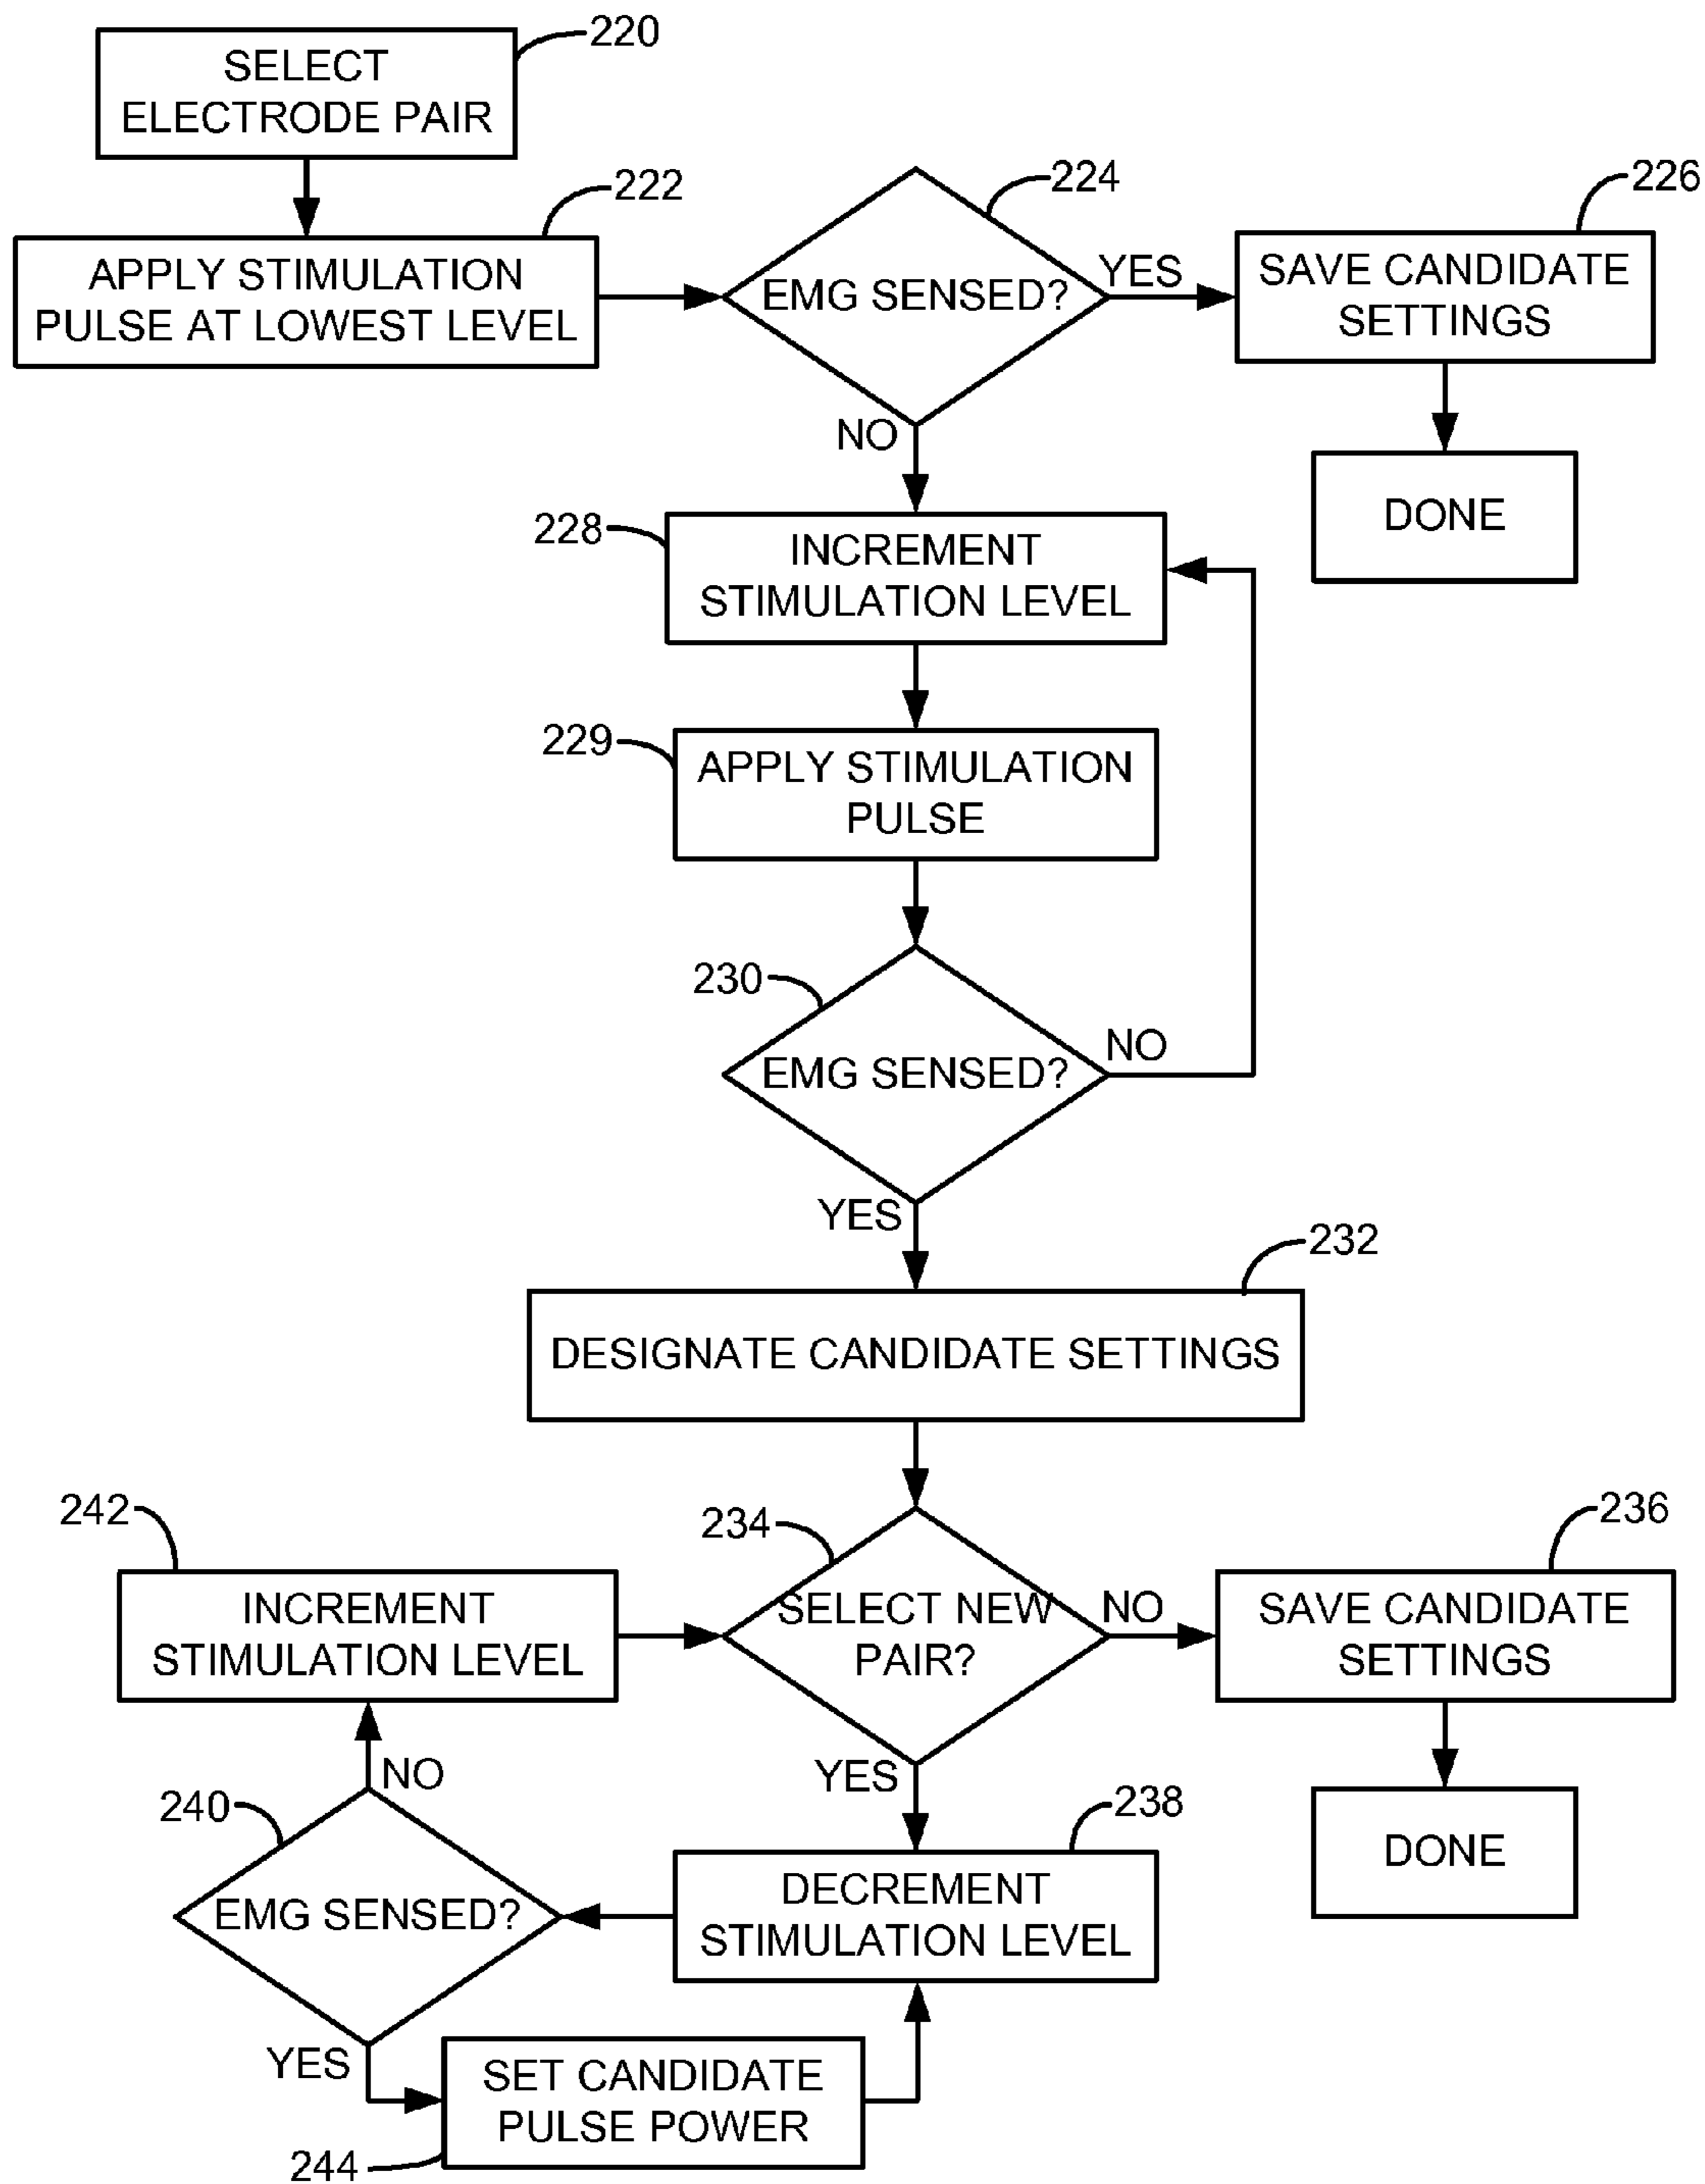 220
SELECT
ELECTRODE PAIR
222
APPLY STIMULATION
PULSE AT LOWEST LEVEL
224
EMG SENSED?
YES
226
SAVE CANDIDATE
SETTINGS
DONE
NO
228
INCREMENT
STIMULATION LEVEL
229
APPLY STIMULATION
PULSE
230
EMG SENSED?
NO
YES
232
DESIGNATE CANDIDATE SETTINGS
234
SELECT NEW
PAIR?
NO
236
SAVE CANDIDATE
SETTINGS
DONE
YES
238
DECREMENT
STIMULATION LEVEL
240
EMG SENSED?
NO
242
INCREMENT
STIMULATION LEVEL
YES
SET CANDIDATE
PULSE POWER
244